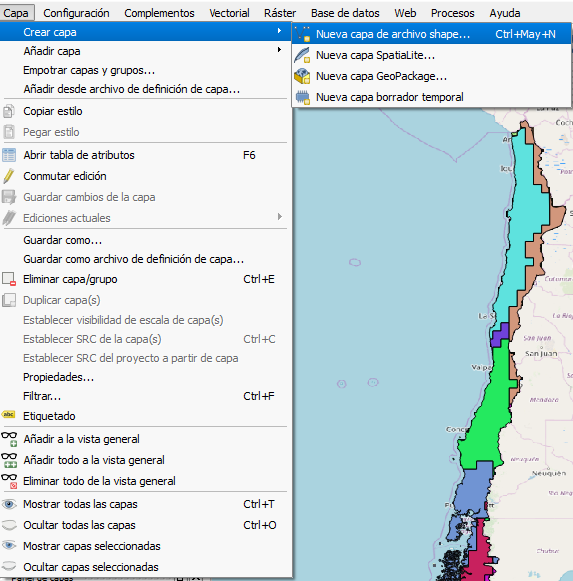 Capa Configuración Complementos Vectorial Ráster Base de datos Web Procesos Ayuda
Crear capa
Nueva capa de archivo shape... Ctrl+May+N
Nueva capa SpatiaLite...
Nueva capa GeoPackage...
Nueva capa borrador temporal
Añadir capa
Empotrar capas y grupos...
Añadir desde archivo de definición de capa...
Copiar estilo
Pegar estilo
Abrir tabla de atributos F6
Conmutar edición
Guardar cambios de la capa
Ediciones actuales
Guardar como...
Guardar como archivo de definición de capa...
Eliminar capa/grupo Ctrl+E
Duplicar capa(s)
Establecer visibilidad de escala de capa(s)
Establecer SRC de la capa(s) Ctrl+C
Establecer SRC del proyecto a partir de capa
Propiedades...
Filtrar... Ctrl+F
abc Etiquetado
Añadir a la vista general
Añadir todo a la vista general
Eliminar todo de la vista general
Mostrar todas las capas Ctrl+T
Ocultar todas las capas Ctrl+O
Mostrar capas seleccionadas
Ocultar capas seleccionadas
San Juan
San Juan
Mendoza
Neuquén
Neuquén